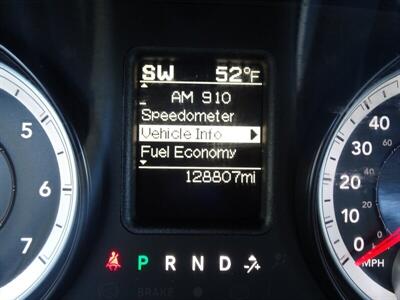 SW 52°F
AM 910
Speedometer
Vehicle Info
Fuel Economy
128807mi
5
6
7
40
30
20
10
0
MPH
P R N D
BRAKE